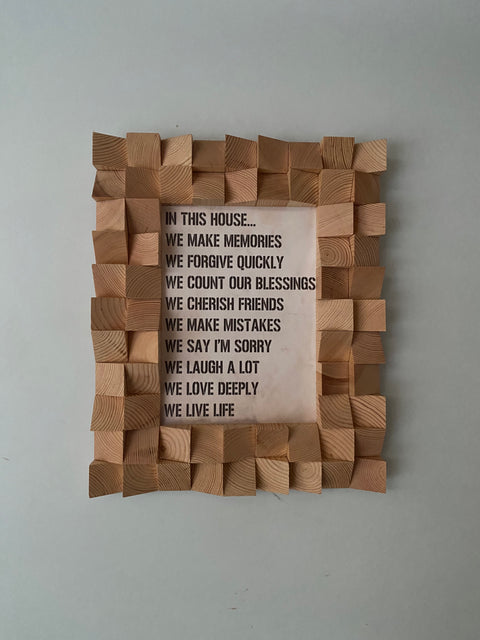 IN THIS HOUSE...
WE MAKE MEMORIES
WE FORGIVE QUICKLY
WE COUNT OUR BLESSINGS
WE CHERISH FRIENDS
WE MAKE MISTAKES
WE SAY I'M SORRY
WE LAUGH A LOT
WE LOVE DEEPLY
WE LIVE LIFE